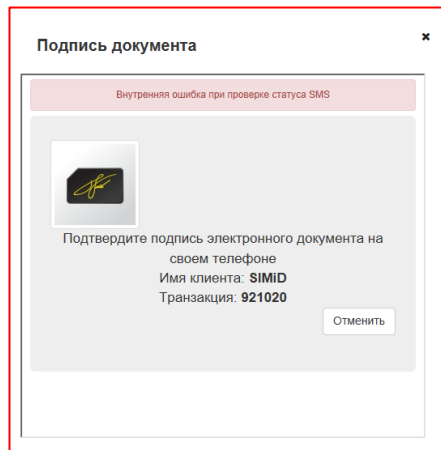 Подпись документа
Внутренняя ошибка при проверке статуса SMS
Подтвердите подпись электронного документа на
своем телефоне
Имя клиента: SIMiD
Транзакция: 921020
Отменить